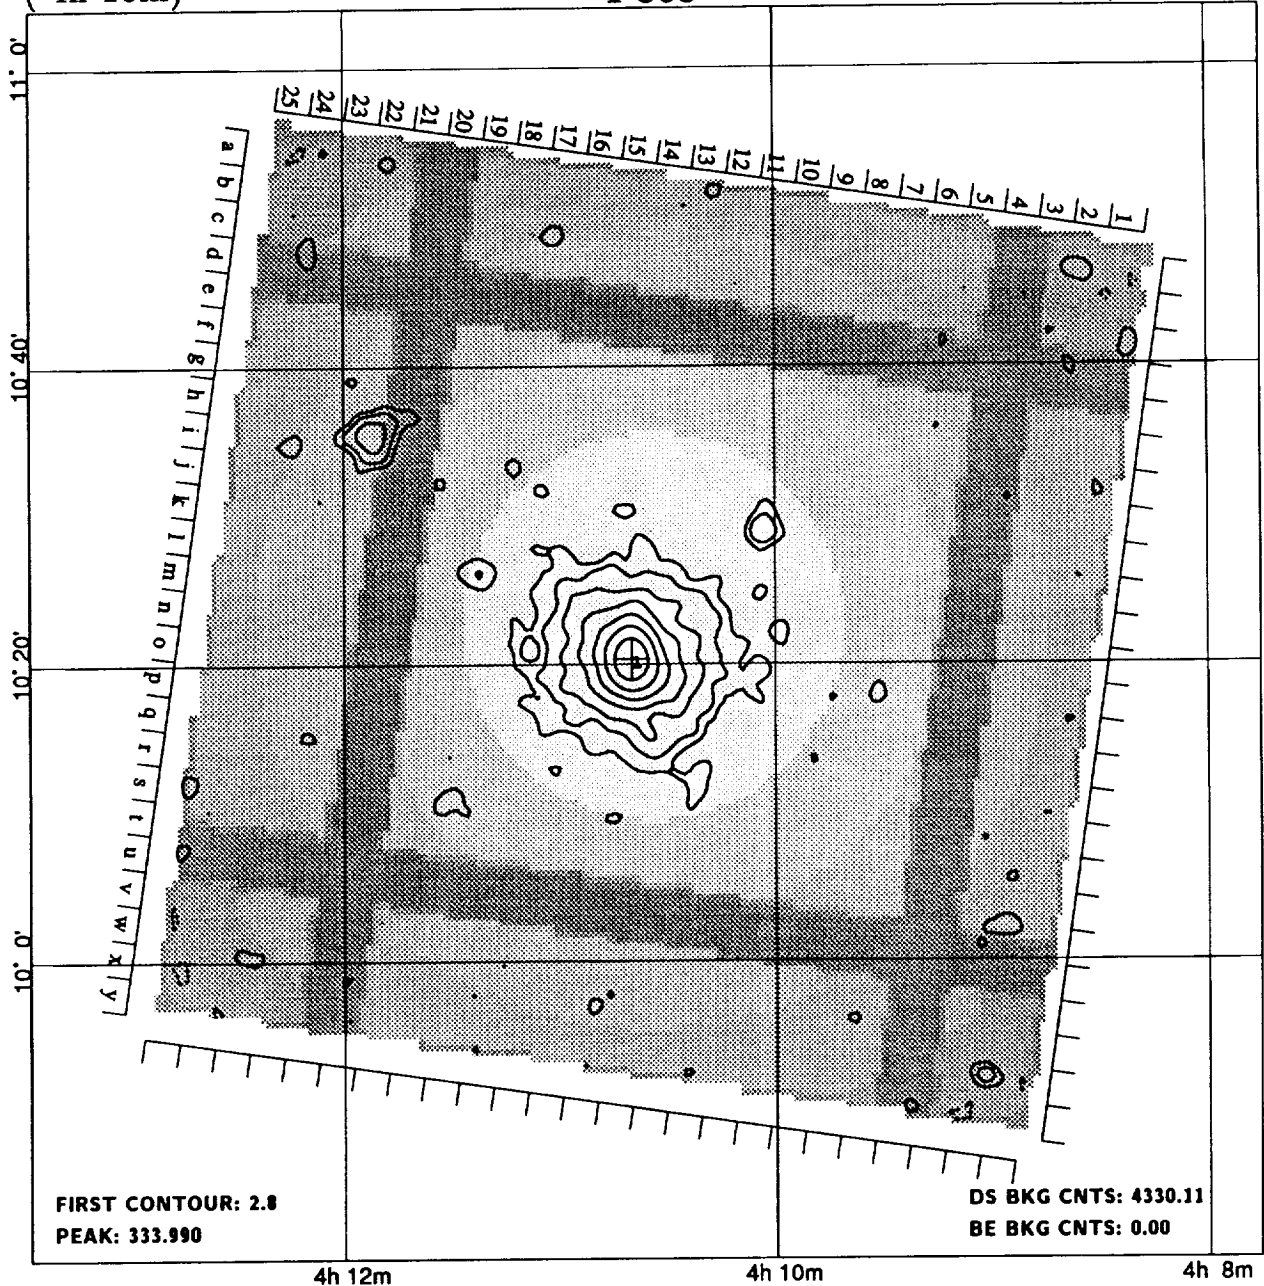 11° 0'
25 24 23 22 21 20 19 18 17 16 15 14 13 12 11 10 9 8 7 6 5 4 3 2 1
a b c d e f g h i j k l m n o p q r s t u v w x y
10° 40'
10° 20'
10° 0'
FIRST CONTOUR: 2.8
PEAK: 333.990
DS BKG CNTS: 4330.11
BE BKG CNTS: 0.00
4h 12m
4h 10m
4h 8m